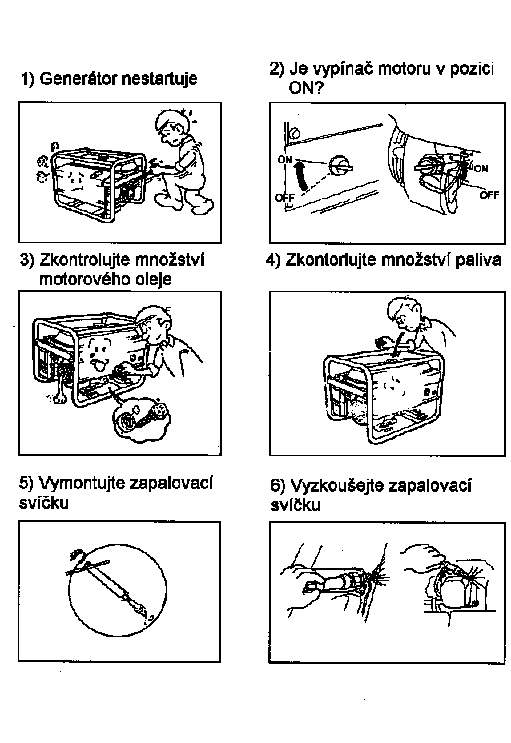 1) Generátor nestartuje
2) Je vypínač motoru v pozici
ON?
ON
OFF
ON
OFF
3) Zkontrolujte množství
motorového oleje
4) Zkontorlujte množství paliva
5) Vymontujte zapalovací
svíčku
6) Vyzkoušejte zapalovací
svíčku